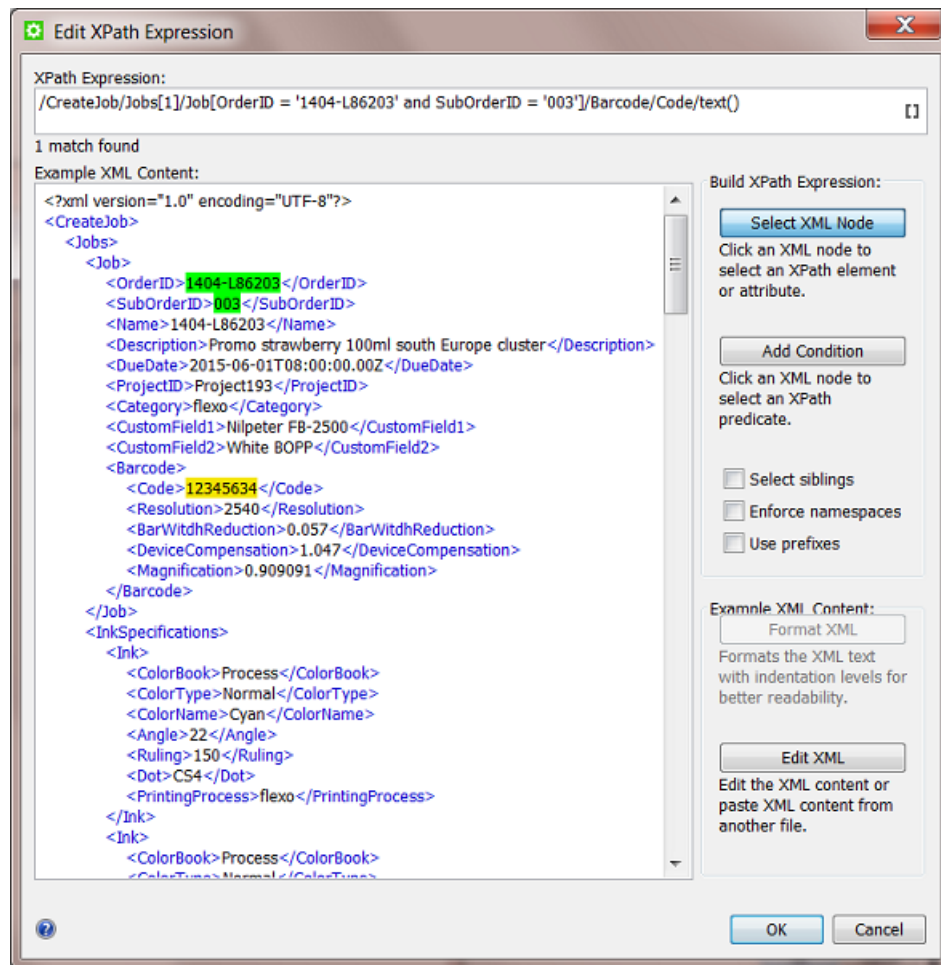 Edit XPath Expression
XPath Expression:
/CreateJob/Jobs[1]/Job[OrderID = '1404-L86203' and SubOrderID = '003']/Barcode/Code/text()
[]
1 match found
Example XML Content:
<?xml version="1.0" encoding="UTF-8"?>
<CreateJob>
<Jobs>
<Job>
<OrderID>1404-L86203</OrderID>
<SubOrderID>003</SubOrderID>
<Name>1404-L86203</Name>
<Description>Promo strawberry 100ml south Europe cluster</Description>
<DueDate>2015-06-01T08:00:00.00Z</DueDate>
<ProjectID>Project193</ProjectID>
<Category>flexo</Category>
<CustomField1>Nilpeter FB-2500</CustomField1>
<CustomField2>White BOPP</CustomField2>
<Barcode>
<Code>12345634</Code>
<Resolution>2540</Resolution>
<BarWitdhReduction>0.057</BarWitdhReduction>
<DeviceCompensation>1.047</DeviceCompensation>
<Magnification>0.909091</Magnification>
</Barcode>
</Job>
<InkSpecifications>
<Ink>
<ColorBook>Process</ColorBook>
<ColorType>Normal</ColorType>
<ColorName>Cyan</ColorName>
<Angle>22</Angle>
<Ruling>150</Ruling>
<Dot>CS4</Dot>
<PrintingProcess>flexo</PrintingProcess>
</Ink>
<Ink>
<ColorBook>Process</ColorBook>
<ColorType>Normal</ColorType>
Build XPath Expression:
Select XML Node
Click an XML node to
select an XPath element
or attribute.
Add Condition
Click an XML node to
select an XPath
predicate.
Select siblings
Enforce namespaces
Use prefixes
Example XML Content:
Format XML
Formats the XML text
with indentation levels for
better readability.
Edit XML
Edit the XML content or
paste XML content from
another file.
OK
Cancel